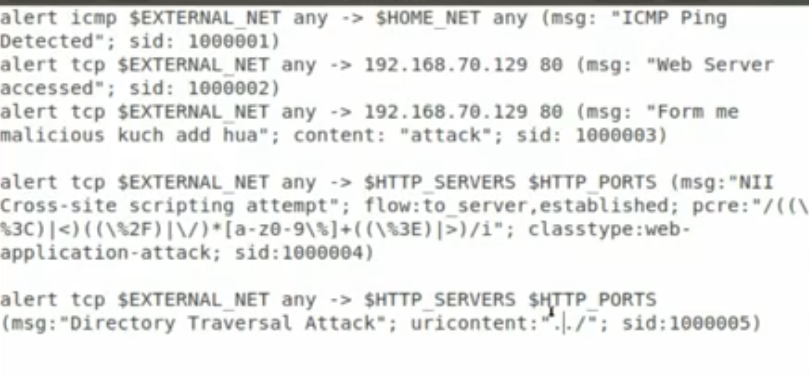 alert icmp $EXTERNAL_NET any -> $HOME_NET any (msg: "ICMP Ping
Detected"; sid: 1000001)
alert tcp $EXTERNAL_NET any -> 192.168.70.129 80 (msg: "Web Server
accessed"; sid: 1000002)
alert tcp $EXTERNAL_NET any -> 192.168.70.129 80 (msg: "Form me
malicious kuch add hua"; content: "attack"; sid: 1000003)
alert tcp $EXTERNAL_NET any -> $HTTP_SERVERS $HTTP_PORTS (msg:"NII
Cross-site scripting attempt"; flow:to_server,established; pcre:"/((\
%3C)|<)((\%2F)|\/)*[a-z0-9\%]+((\%3E)|>)/i"; classtype:web-
application-attack; sid:1000004)
alert tcp $EXTERNAL_NET any -> $HTTP_SERVERS $HTTP_PORTS
(msg:"Directory Traversal Attack"; uricontent:"../"; sid:1000005)